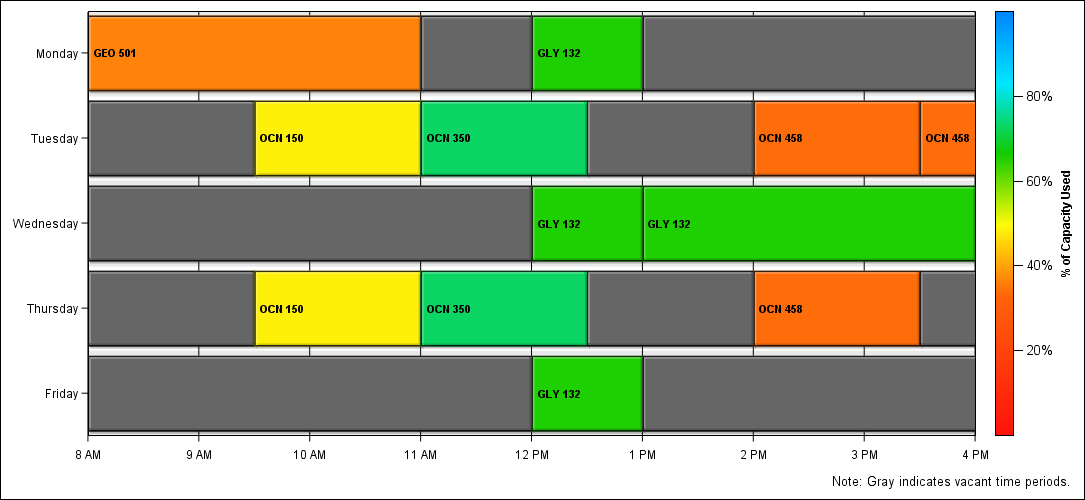 Monday
GEO 501
GLY 132
Tuesday
OCN 150
OCN 350
OCN 458
OCN 458
Wednesday
GLY 132
GLY 132
Thursday
OCN 150
OCN 350
OCN 458
Friday
GLY 132
8 AM
9 AM
10 AM
11 AM
12 PM
1 PM
2 PM
3 PM
4 PM
80%
60%
40%
20%
% of Capacity Used
Note: Gray indicates vacant time periods.